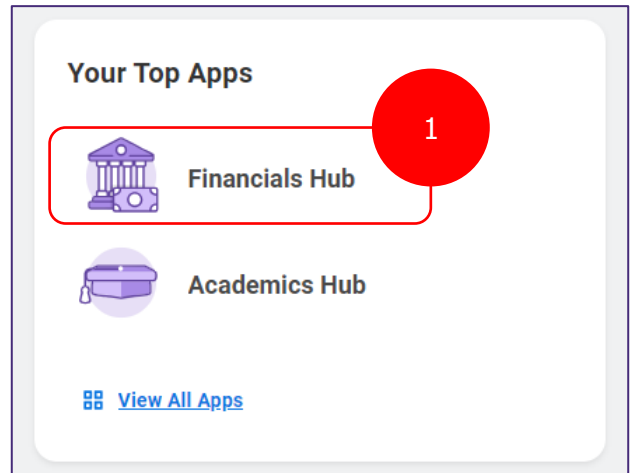 Your Top Apps
1
Financials Hub
Academics Hub
View All Apps